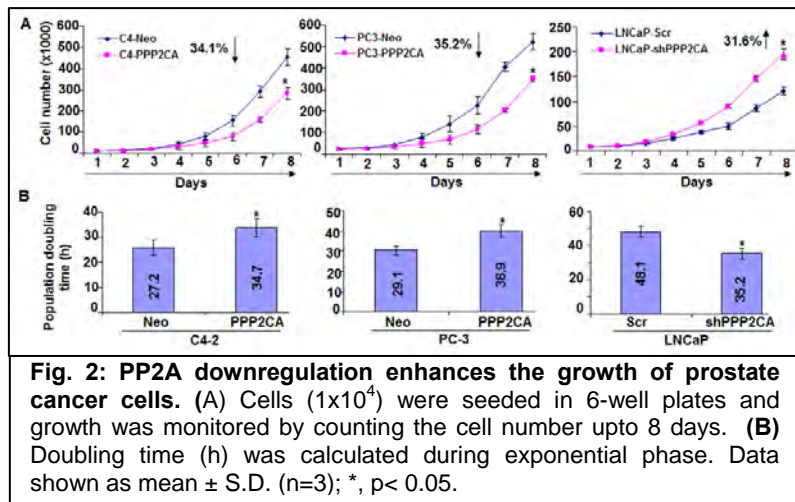 A
Cell number (x1000)
600
500
400
300
200
100
0
C4-Neo
C4-PPP2CA
34.1%
*
1 2 3 4 5 6 7 8
Days
600
500
400
300
200
100
0
PC3-Neo
PC3-PPP2CA
35.2%
*
1 2 3 4 5 6 7 8
Days
250
200
150
100
50
0
LNCaP-Scr
LNCaP-shPPP2CA
31.6%
*
1 2 3 4 5 6 7 8
Days
B
Population doubling
time (h)
40
30
20
10
0
27.2
34.7
*
Neo PPP2CA
C4-2
50
40
30
20
10
0
29.1
38.9
*
Neo PPP2CA
PC-3
60
40
20
0
48.1
35.2
*
Scr shPPP2CA
LNCaP
Fig. 2: PP2A downregulation enhances the growth of prostate
cancer cells. (A) Cells (1x10⁴) were seeded in 6-well plates and
growth was monitored by counting the cell number upto 8 days. (B)
Doubling time (h) was calculated during exponential phase. Data
shown as mean ± S.D. (n=3); *, p< 0.05.